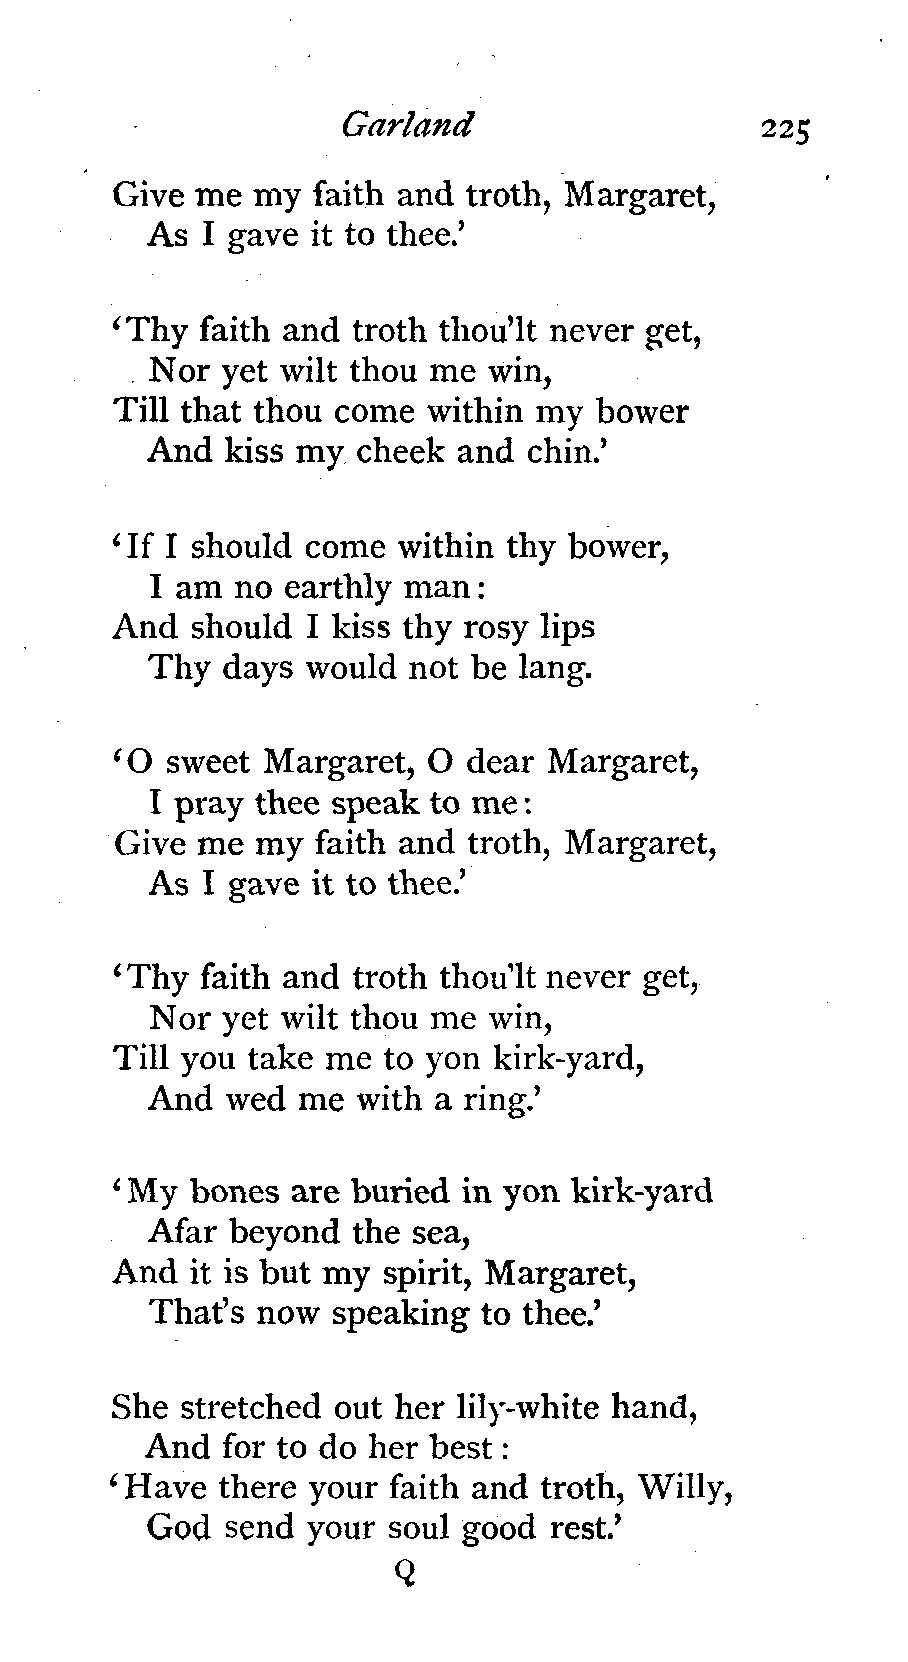 Garland 225
Give me my faith and troth, Margaret,
As I gave it to thee.’
‘Thy faith and troth thou’lt never get,
Nor yet wilt thou me win,
Till that thou come within my bower
And kiss my cheek and chin.’
‘If I should come within thy bower,
I am no earthly man:
And should I kiss thy rosy lips
Thy days would not be lang.
‘O sweet Margaret, O dear Margaret,
I pray thee speak to me:
Give me my faith and troth, Margaret,
As I gave it to thee.’
‘Thy faith and troth thou’lt never get,
Nor yet wilt thou me win,
Till you take me to yon kirk-yard,
And wed me with a ring.’
‘My bones are buried in yon kirk-yard
Afar beyond the sea,
And it is but my spirit, Margaret,
That’s now speaking to thee.’
She stretched out her lily-white hand,
And for to do her best:
‘Have there your faith and troth, Willy,
God send your soul good rest.’
Q